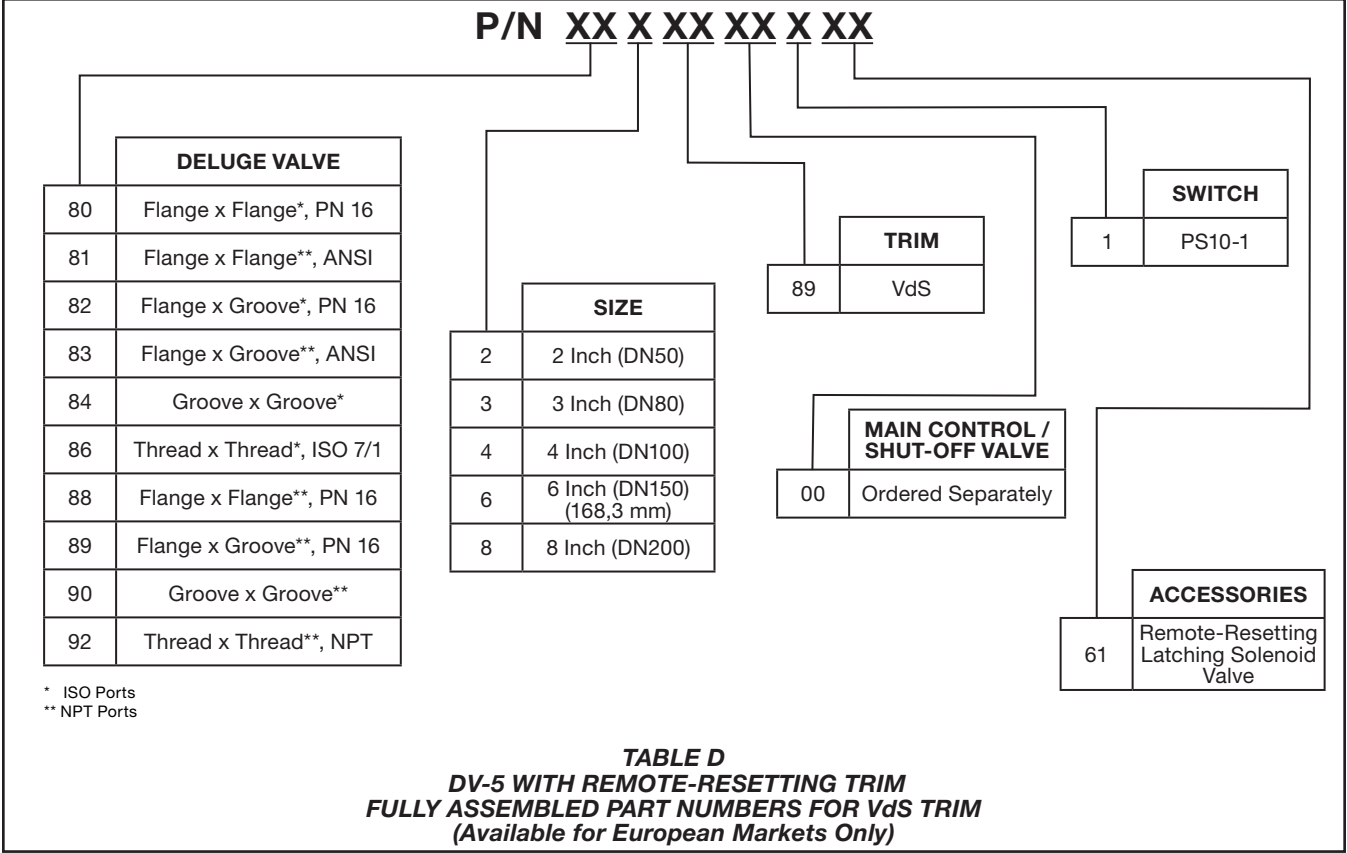 P/N XX X XX XX X XX
DELUGE VALVE
80 Flange x Flange*, PN 16
81 Flange x Flange**, ANSI
82 Flange x Groove*, PN 16
83 Flange x Groove**, ANSI
84 Groove x Groove*
86 Thread x Thread*, ISO 7/1
88 Flange x Flange**, PN 16
89 Flange x Groove**, PN 16
90 Groove x Groove**
92 Thread x Thread**, NPT
* ISO Ports
** NPT Ports
SIZE
2 2 Inch (DN50)
3 3 Inch (DN80)
4 4 Inch (DN100)
6 6 Inch (DN150)
(168,3 mm)
8 8 Inch (DN200)
TRIM
89 VdS
MAIN CONTROL /
SHUT-OFF VALVE
00 Ordered Separately
SWITCH
1 PS10-1
ACCESSORIES
61 Remote-Resetting
Latching Solenoid
Valve
TABLE D
DV-5 WITH REMOTE-RESETTING TRIM
FULLY ASSEMBLED PART NUMBERS FOR VdS TRIM
(Available for European Markets Only)